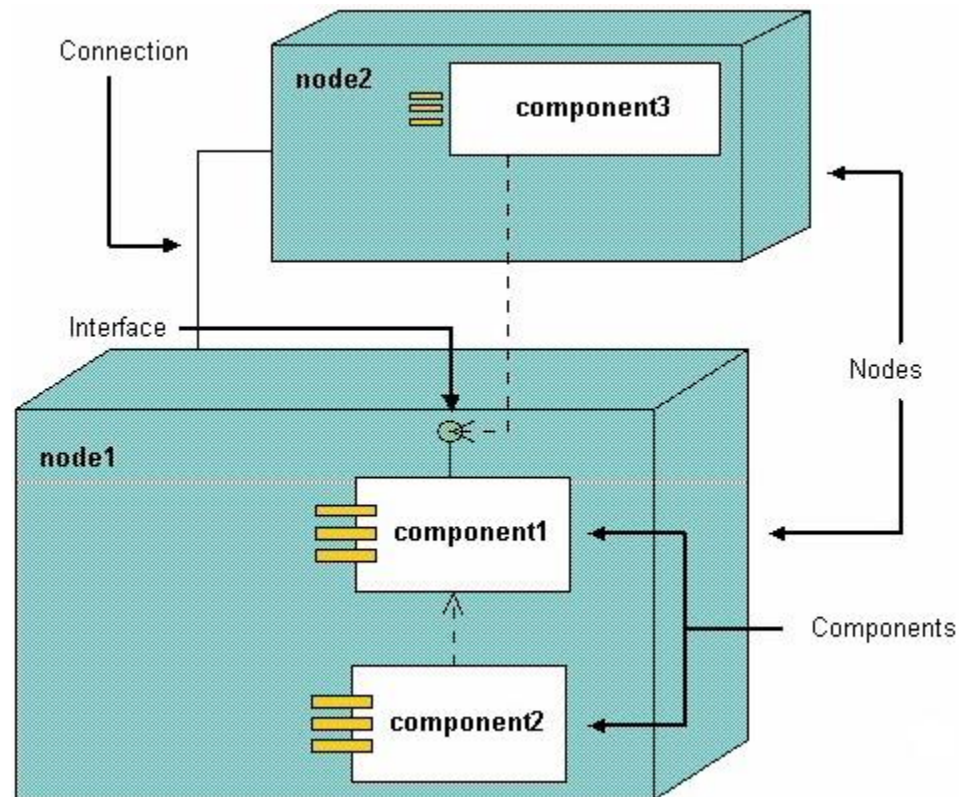 Connection
node2
component3
Interface
Nodes
node1
component1
Components
component2